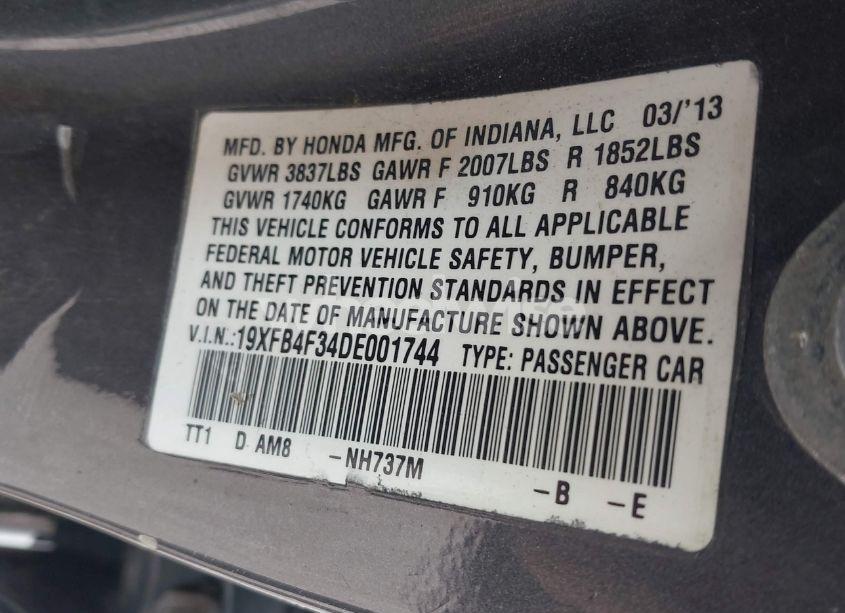 MFD. BY HONDA MFG. OF INDIANA, LLC 03/'13
GVWR 3837LBS GAWR F 2007LBS R 1852LBS
GVWR 1740KG GAWR F 910KG R 840KG
THIS VEHICLE CONFORMS TO ALL APPLICABLE
FEDERAL MOTOR VEHICLE SAFETY, BUMPER,
AND THEFT PREVENTION STANDARDS IN EFFECT
ON THE DATE OF MANUFACTURE SHOWN ABOVE.
V.I.N.:19XFB4F34DE001744 TYPE: PASSENGER CAR
TT1 D AM8 -NH737M -B -E